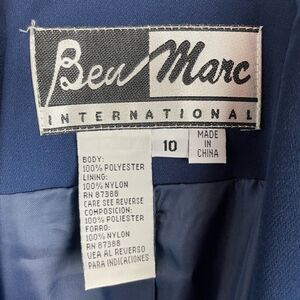 Ben Marc
INTERNATIONAL
10
MADE
IN
CHINA
BODY:
100% POLYESTER
LINING:
100% NYLON
RN 87388
CARE SEE REVERSE
COMPOSICION:
100% POLIESTER
FORRO:
100% NYLON
RN 87388
VEA AL REVERSO
PARA INDICACIONES